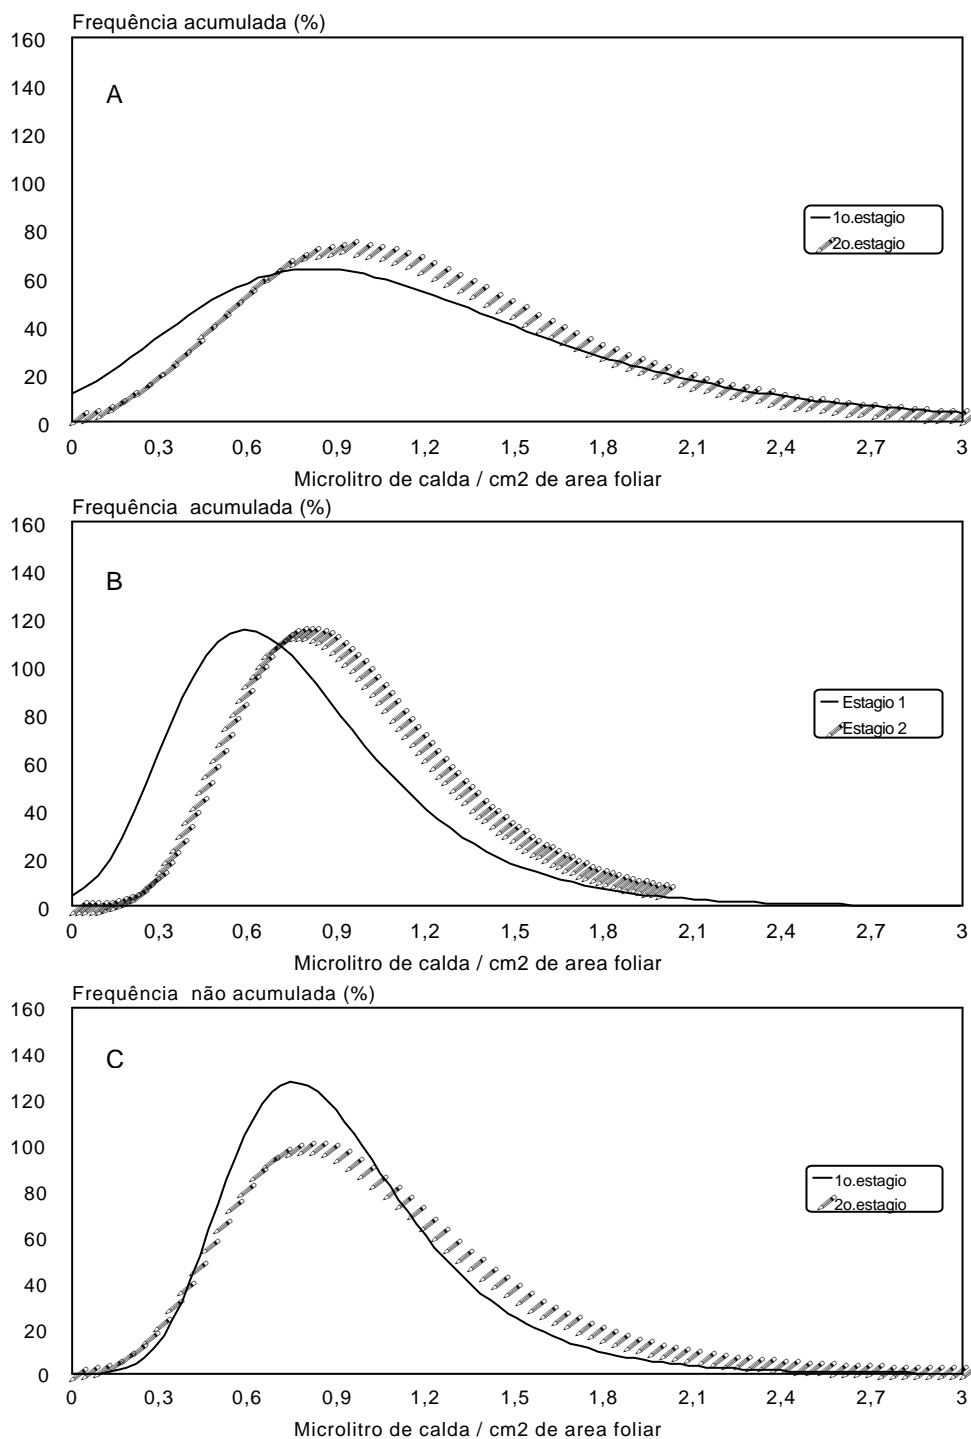 Frequência acumulada (%)
160
140
A
120
100
80
1o.estagio
2o.estagio
60
40
20
0
0 0,3 0,6 0,9 1,2 1,5 1,8 2,1 2,4 2,7 3
Microlitro de calda / cm2 de area foliar
Frequência acumulada (%)
160
140
B
120
100
80
Estagio 1
Estagio 2
60
40
20
0
0 0,3 0,6 0,9 1,2 1,5 1,8 2,1 2,4 2,7 3
Microlitro de calda / cm2 de area foliar
Frequência não acumulada (%)
160
140
C
120
100
80
1o.estagio
2o.estagio
60
40
20
0
0 0,3 0,6 0,9 1,2 1,5 1,8 2,1 2,4 2,7 3
Microlitro de calda / cm2 de area foliar